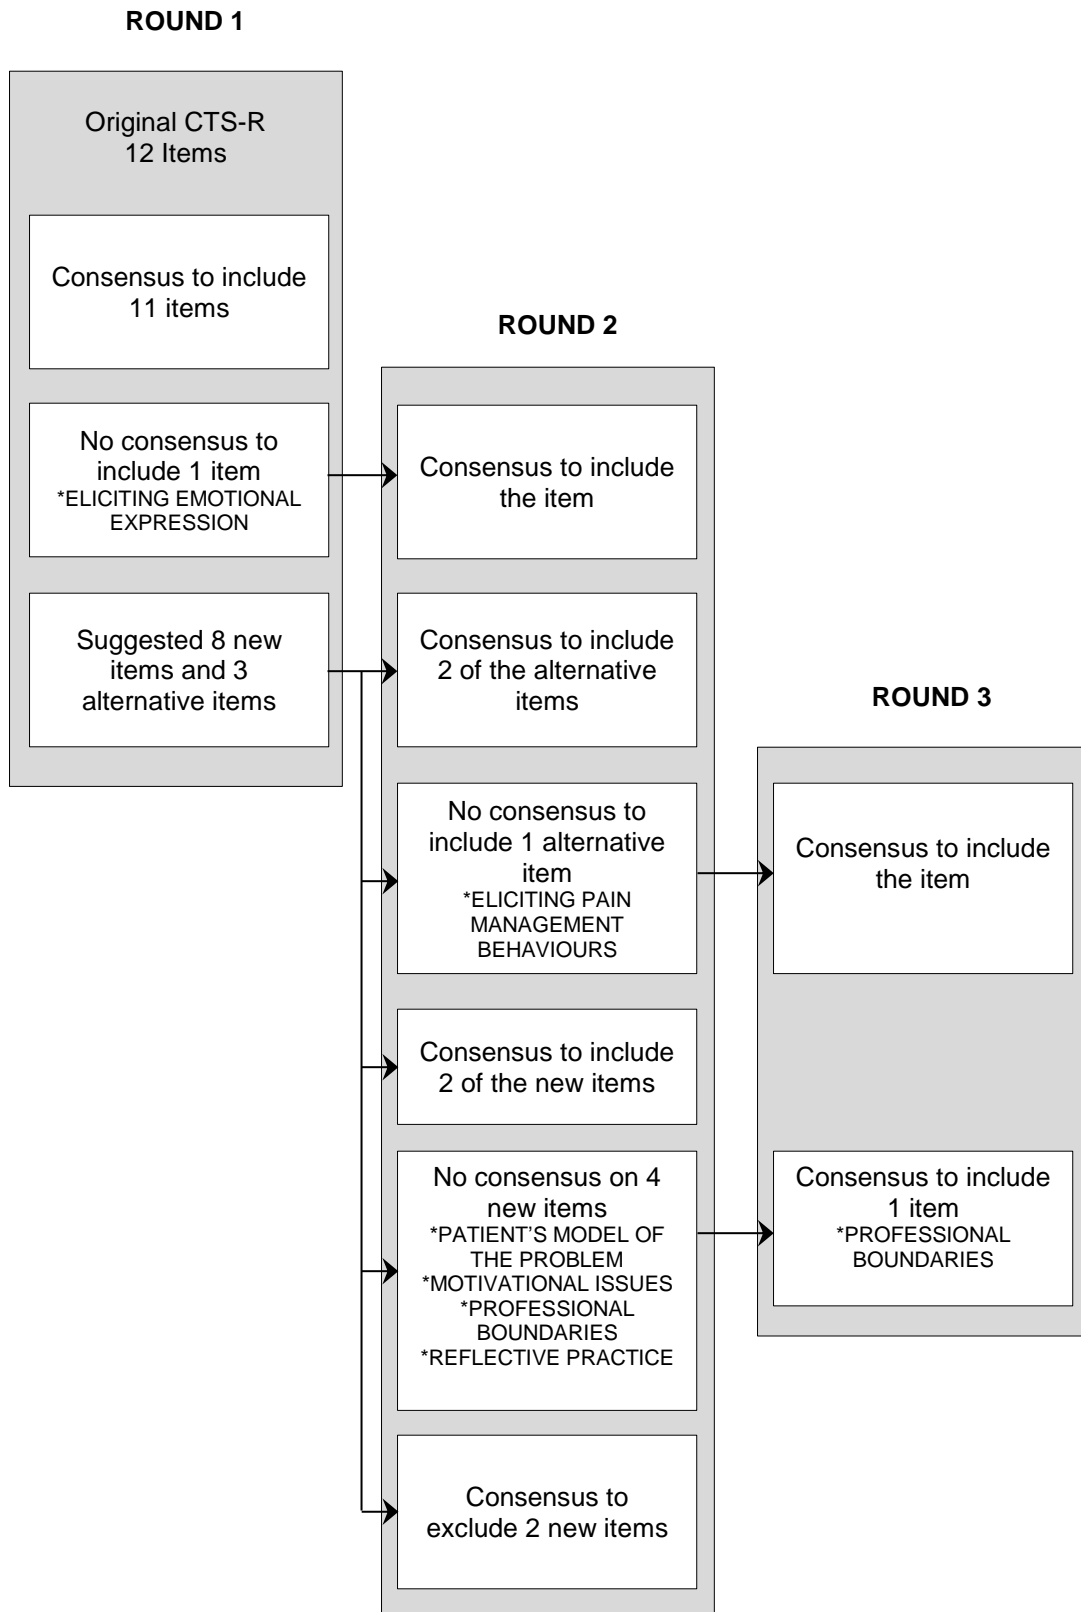 ROUND 1
Original CTS-R
12 Items
Consensus to include
11 items
No consensus to
include 1 item
*ELICITING EMOTIONAL
EXPRESSION
Suggested 8 new
items and 3
alternative items
ROUND 2
Consensus to include
the item
Consensus to include
2 of the alternative
items
No consensus to
include 1 alternative
item
*ELICITING PAIN
MANAGEMENT
BEHAVIOURS
Consensus to include
2 of the new items
No consensus on 4
new items
*PATIENT’S MODEL OF
THE PROBLEM
*MOTIVATIONAL ISSUES
*PROFESSIONAL
BOUNDARIES
*REFLECTIVE PRACTICE
Consensus to
exclude 2 new items
ROUND 3
Consensus to include
the item
Consensus to include
1 item
*PROFESSIONAL
BOUNDARIES